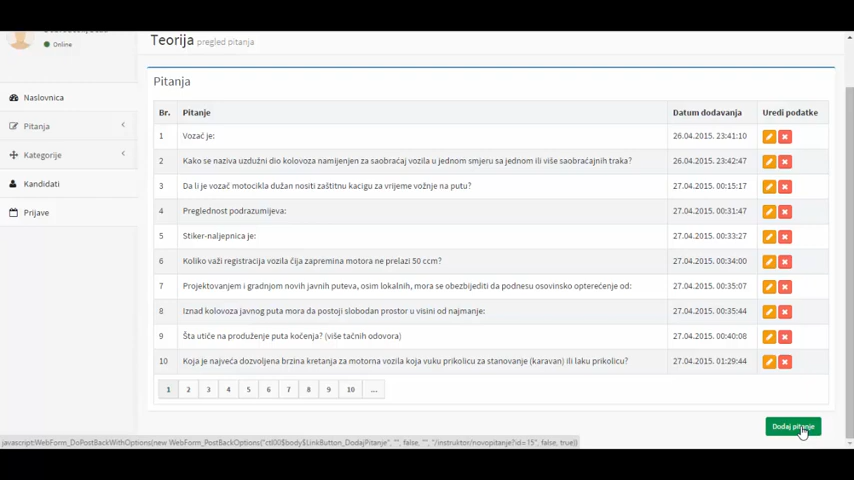 Online
Teorija pregled pitanja
Naslovnica
Pitanja
Kategorije
Kandidati
Prijave
Pitanja
Br. Pitanje Datum dodavanja Uredi podatke
1 Vozač je: 26.04.2015. 23:41:10
2 Kako se naziva uzdužni dio kolovoza namijenjen za saobraćaj vozila u jednom smjeru sa jednom ili više saobraćajnih traka? 26.04.2015. 23:42:47
3 Da li je vozač motocikla dužan nositi zaštitnu kacigu za vrijeme vožnje na putu? 27.04.2015. 00:15:17
4 Preglednost podrazumijeva: 27.04.2015. 00:31:47
5 Stiker-naljepnica je: 27.04.2015. 00:33:27
6 Koliko važi registracija vozila čija zapremina motora ne prelazi 50 ccm? 27.04.2015. 00:34:00
7 Projektovanjem i gradnjom novih javnih puteva, osim lokalnih, mora se obezbijediti da podnesu osovinsko opterećenje od: 27.04.2015. 00:35:07
8 Iznad kolovoza javnog puta mora da postoji slobodan prostor u visini od najmanje: 27.04.2015. 00:35:44
9 Šta utiče na produženje puta kočenja? (više tačnih odovora) 27.04.2015. 00:40:08
10 Koja je najveća dozvoljena brzina kretanja za motorna vozila koja vuku prikolicu za stanovanje (karavan) ili laku prikolicu? 27.04.2015. 01:29:44
1 2 3 4 5 6 7 8 9 10 ...
Dodaj pitanje
javascript:WebForm_DoPostBackWithOptions(new WebForm_PostBackOptions("ctl00$body$LinkButton_DodajPitanje", "", false, "", "/instruktor/novopitanje?id=15", false, true))